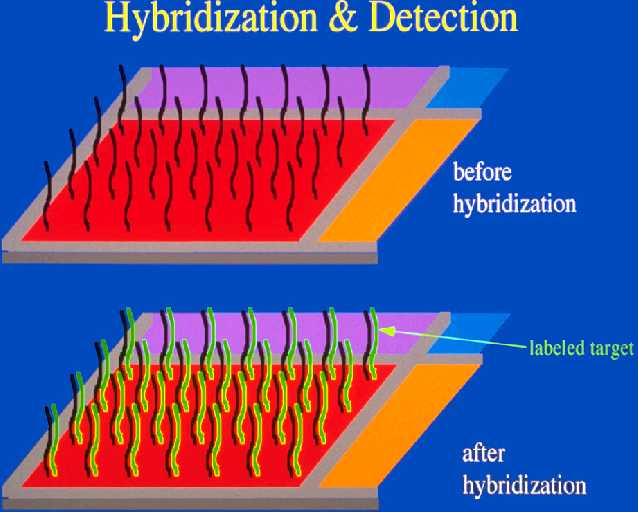 Hybridization & Detection
before
hybridization
labeled target
after
hybridization